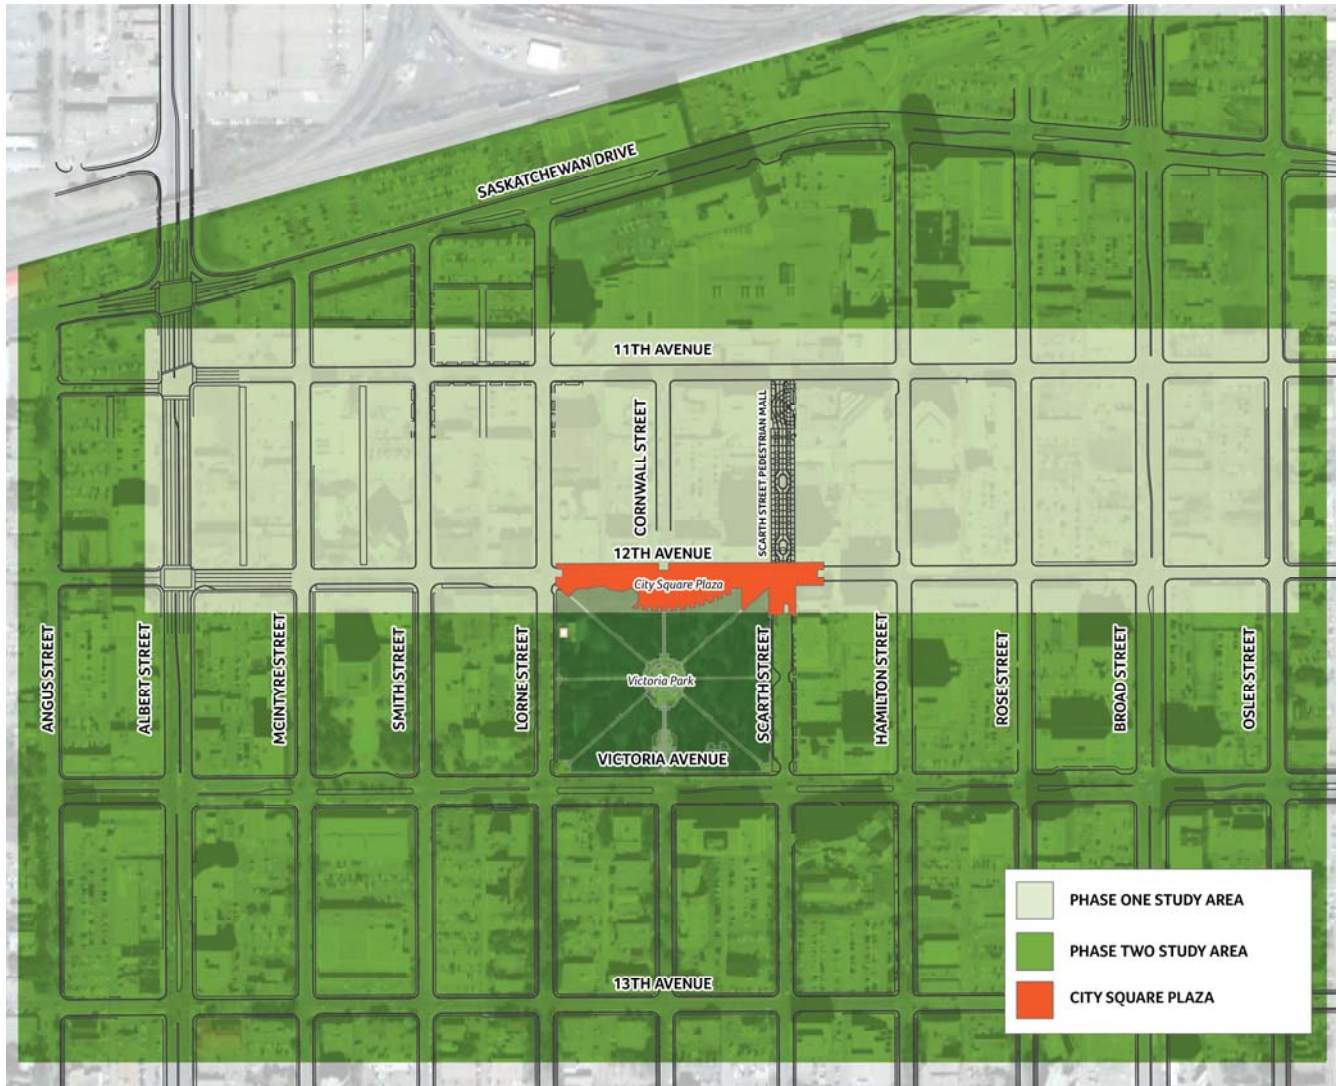 SASKATCHEWAN DRIVE
11TH AVENUE
CORNWALL STREET
SCARTH STREET PEDESTRIAN MALL
12TH AVENUE
City Square Plaza
ANGUS STREET
ALBERT STREET
MCINTYRE STREET
SMITH STREET
LORNE STREET
Victoria Park
SCARTH STREET
HAMILTON STREET
ROSE STREET
BROAD STREET
OSLER STREET
VICTORIA AVENUE
13TH AVENUE
PHASE ONE STUDY AREA
PHASE TWO STUDY AREA
CITY SQUARE PLAZA